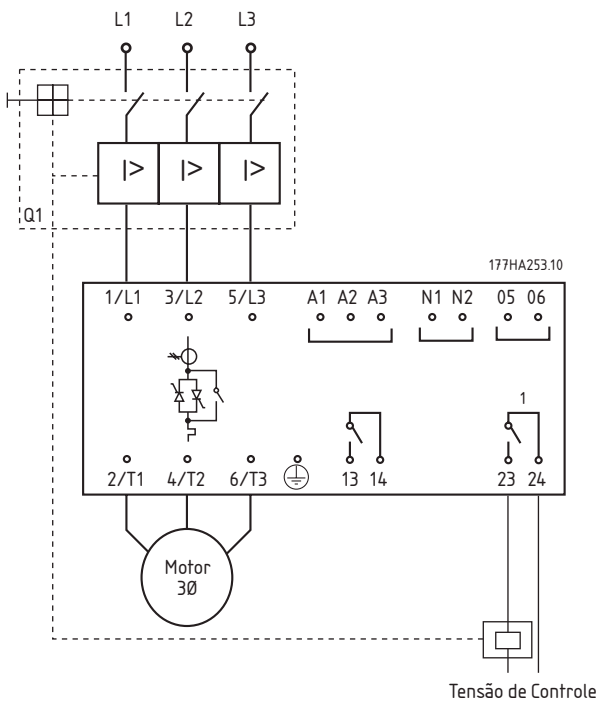 L1 L2 L3
|> |> |>
Q1
177HA253.10
1/L1 3/L2 5/L3 A1 A2 A3 N1 N2 05 06
1
2/T1 4/T2 6/T3 13 14 23 24
Motor
3Ø
Tensão de Controle